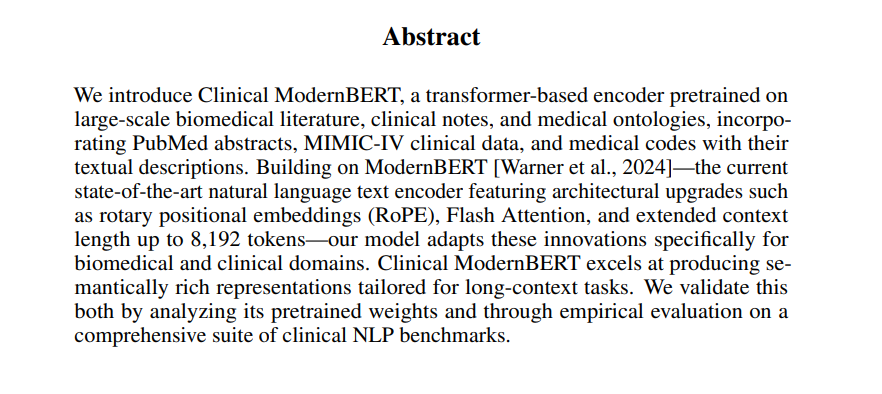 Abstract
We introduce Clinical ModernBERT, a transformer-based encoder pretrained on
large-scale biomedical literature, clinical notes, and medical ontologies, incorpo-
rating PubMed abstracts, MIMIC-IV clinical data, and medical codes with their
textual descriptions. Building on ModernBERT [Warner et al., 2024]—the current
state-of-the-art natural language text encoder featuring architectural upgrades such
as rotary positional embeddings (RoPE), Flash Attention, and extended context
length up to 8,192 tokens—our model adapts these innovations specifically for
biomedical and clinical domains. Clinical ModernBERT excels at producing se-
mantically rich representations tailored for long-context tasks. We validate this
both by analyzing its pretrained weights and through empirical evaluation on a
comprehensive suite of clinical NLP benchmarks.